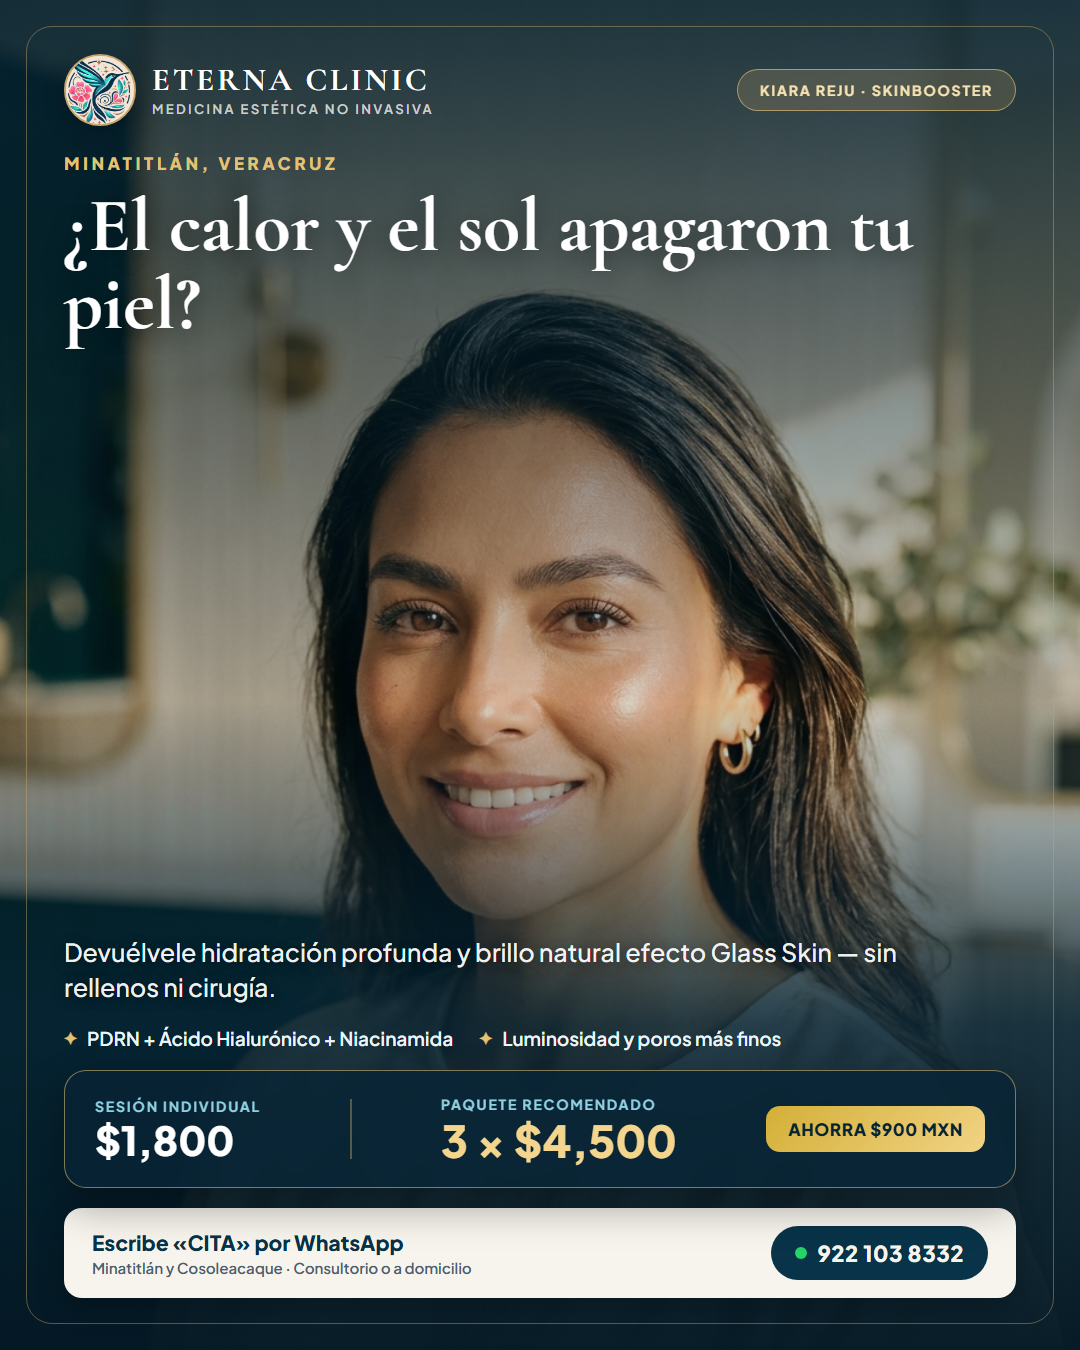 ETERNA CLINIC
MEDICINA ESTÉTICA NO INVASIVA
KIARA REJU · SKINBOOSTER
MINATITLÁN, VERACRUZ
¿El calor y el sol apagaron tu
piel?
Devuélvele hidratación profunda y brillo natural efecto Glass Skin — sin
rellenos ni cirugía.
✦ PDRN + Ácido Hialurónico + Niacinamida ✦ Luminosidad y poros más finos
SESIÓN INDIVIDUAL
$1,800
PAQUETE RECOMENDADO
3 × $4,500
AHORRA $900 MXN
Escribe «CITA» por WhatsApp
Minatitlán y Cosoleacaque · Consultorio o a domicilio
922 103 8332